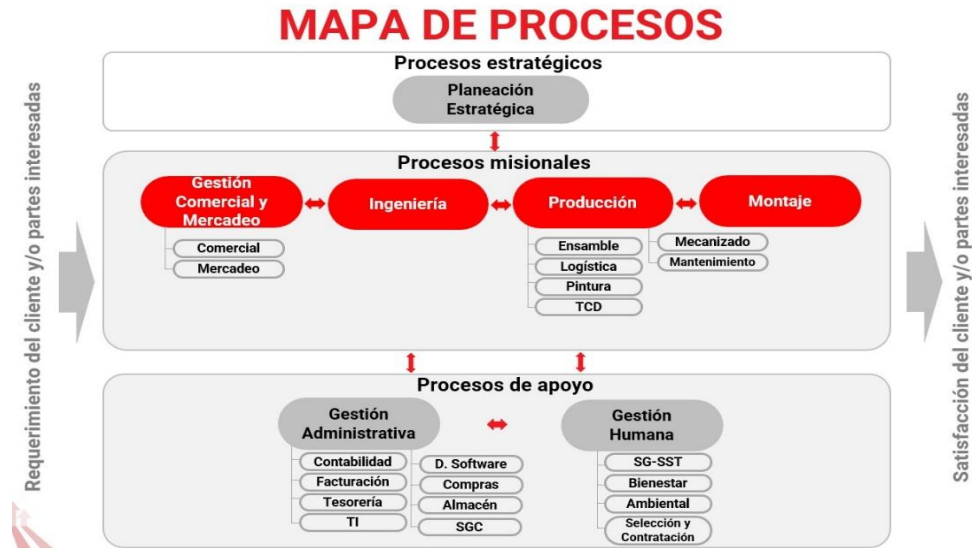 MAPA DE PROCESOS
Requerimiento del cliente y/o partes interesadas
Procesos estratégicos
Planeación
Estratégica
Procesos misionales
Gestión
Comercial y
Mercadeo
Comercial
Mercadeo
Ingeniería
Producción
Ensamble
Logística
Pintura
TCD
Mecanizado
Mantenimiento
Montaje
Procesos de apoyo
Gestión
Administrativa
Contabilidad
Facturación
Tesorería
TI
D. Software
Compras
Almacén
SGC
Gestión
Humana
SG-SST
Bienestar
Ambiental
Selección y
Contratación
Satisfacción del cliente y/o partes interesadas